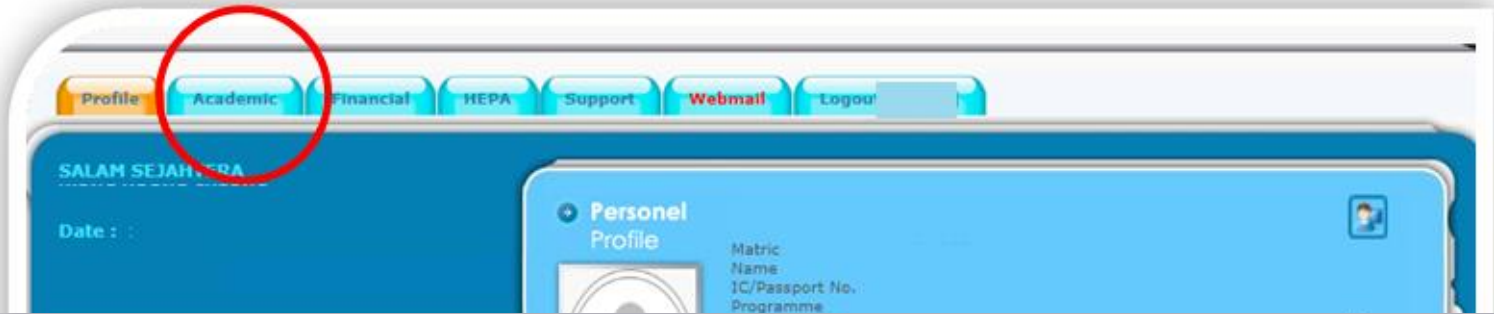 Profile Academic Financial HEPA Support Webmail Logout
SALAM SEJAHTERA
Date : :
Personel
Profile
Matric
Name
IC/Passport No.
Programme